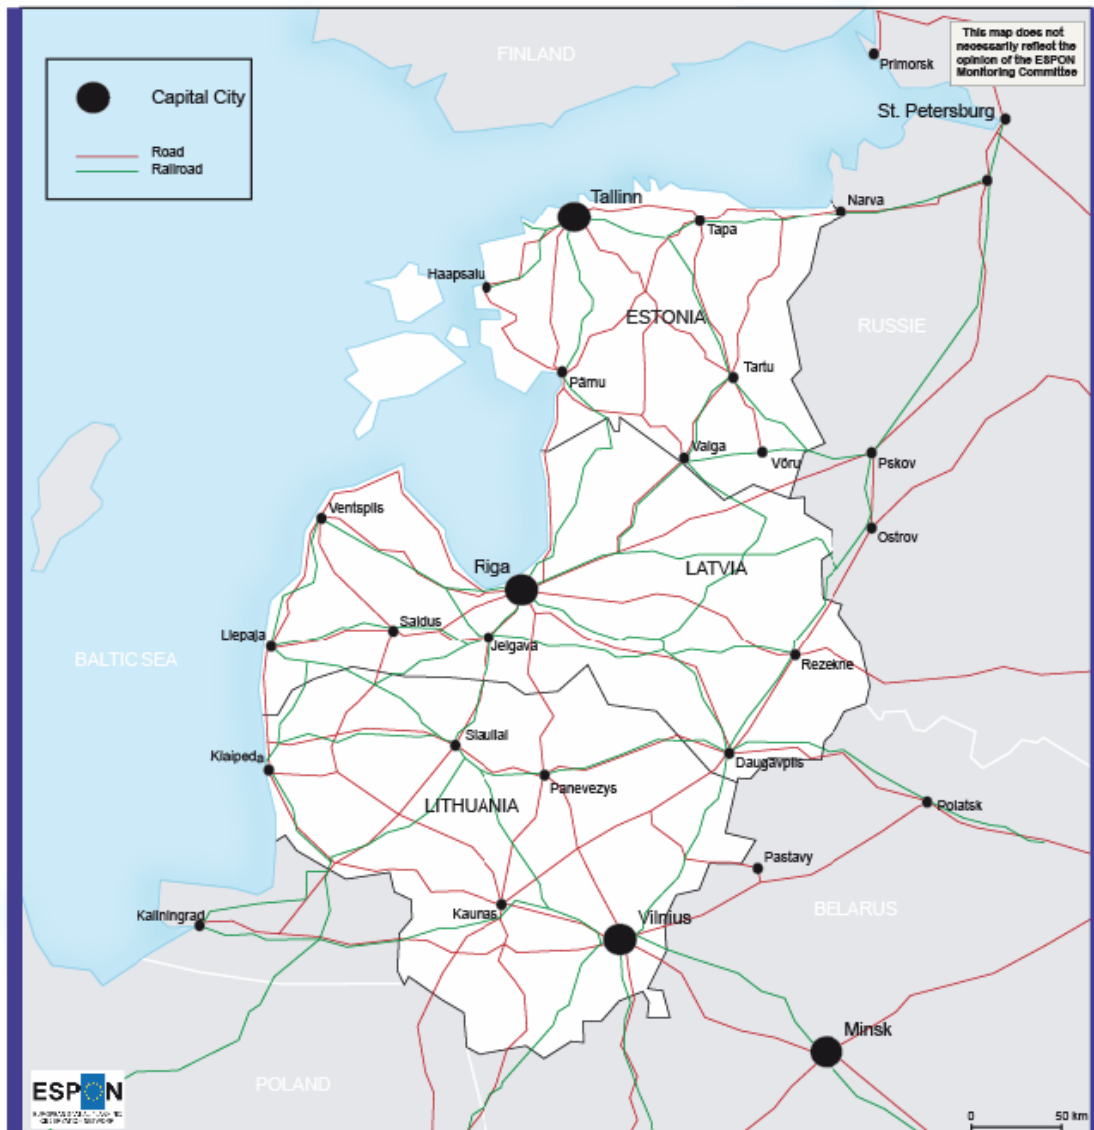 FINLAND
This map does not
necessarily reflect the
opinion of the ESPON
Monitoring Committee
Primorsk
Capital City
St. Petersburg
Road
Railroad
Tallinn
Narva
Tapa
Haapsalu
ESTONIA
RUSSIE
Pärnu
Tartu
Valga
Võru
Pskov
Ventspils
Ostrov
Riga
LATVIA
Saldus
Liepaja
Jelgava
BALTIC SEA
Rezekne
Siauliai
Klaipeda
Daugavpils
Panevezys
LITHUANIA
Polatsk
Pastavy
Kaliningrad
Kaunas
Vilnius
BELARUS
Minsk
POLAND
ESPON
0 50 km